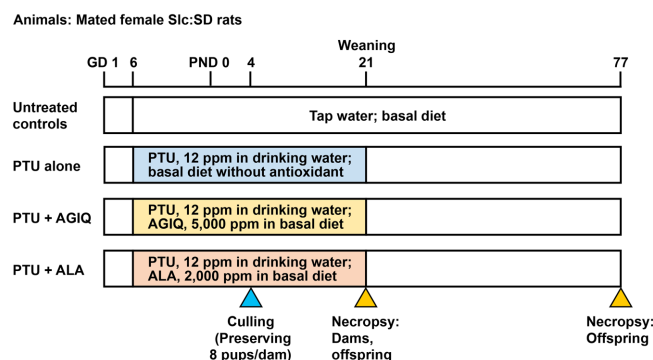 Animals: Mated female Slc:SD rats
Weaning
GD 1 6 PND 0 4 21 77
Untreated
controls
Tap water; basal diet
PTU alone
PTU, 12 ppm in drinking water;
basal diet without antioxidant
PTU + AGIQ
PTU, 12 ppm in drinking water;
AGIQ, 5,000 ppm in basal diet
PTU + ALA
PTU, 12 ppm in drinking water;
ALA, 2,000 ppm in basal diet
Culling
(Preserving
8 pups/dam)
Necropsy:
Dams,
offspring
Necropsy:
Offspring